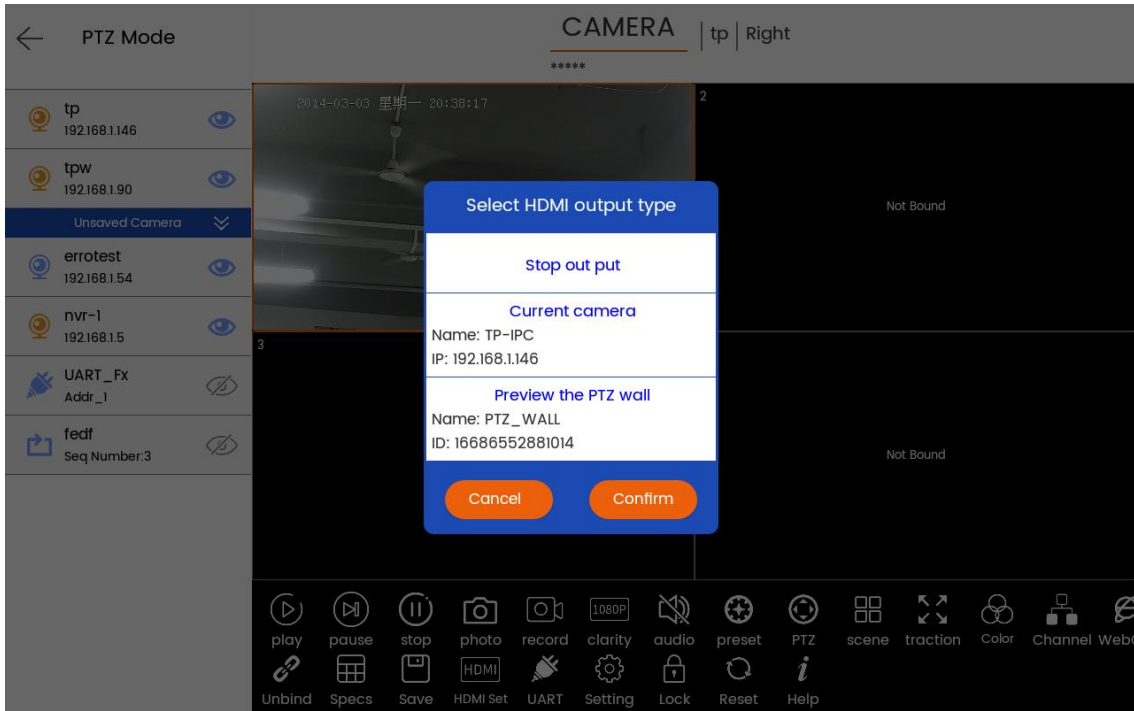 PTZ Mode
CAMERA
tp
Right
*****
tp
192.168.1.146
tpw
192.168.1.90
Unsaved Camera
errotest
192.168.1.54
nvr-1
192.168.1.5
UART_Fx
Addr_1
fedf
Seq Number:3
2014-03-03 星期一 20:38:17
2
Not Bound
3
Not Bound
Select HDMI output type
Stop out put
Current camera
Name: TP-IPC
IP: 192.168.1.146
Preview the PTZ wall
Name: PTZ_WALL
ID: 16686552881014
Cancel
Confirm
1080P
play pause stop photo record clarity audio preset PTZ scene traction Color Channel Web
HDMI
Unbind Specs Save HDMI Set UART Setting Lock Reset Help